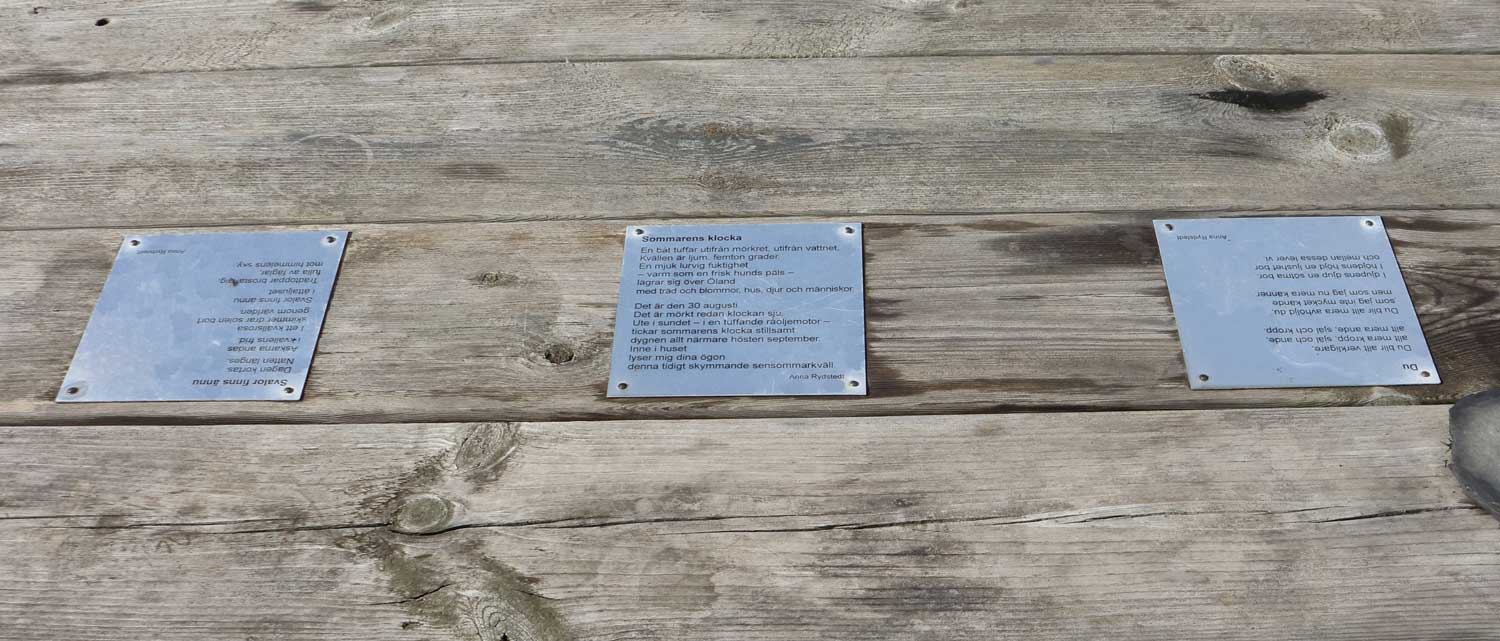 Svalor finns ännu
Dagen kortas.
Natten länges.
Askarna andas
i kvällens frid.
I ett kvällsrosa
skimmer drar solen bort
genom världen.
Svalor finns ännu
i åttaljuset.
Trädtoppar
fulla av fåglar.
mot himmelens sky.
Anna Rydstedt
Sommarens klocka
En båt tuffar utifrån mörkret, utifrån vattnet.
Kvällen är ljum, femton grader.
En mjuk lurvig fuktighet
– varm som en frisk hunds päls –
lägrar sig över Öland
med träd och blommor, hus, djur och människor
Det är den 30 augusti.
Det är mörkt redan klockan sju.
Ute i sundet – i en tuffande råoljemotor –
tickar sommarens klocka stillsamt
dygnen allt närmare hösten september.
Inne i huset
lyser mig dina ögon
denna tidigt skymmande sensommarkväll.
Anna Rydstedt
Du
Du blir allt verkligare.
allt mera kropp, själ och ande,
allt mera ande, själ och kropp.
Du blir allt mera avhöljd du,
som jag inte mycket kände
men som jag nu mera känner.
I djupens djup en sötma bor
I höjdens höjd en ljushet bor
och mellan dessa lever vi.
Anna Rydstedt